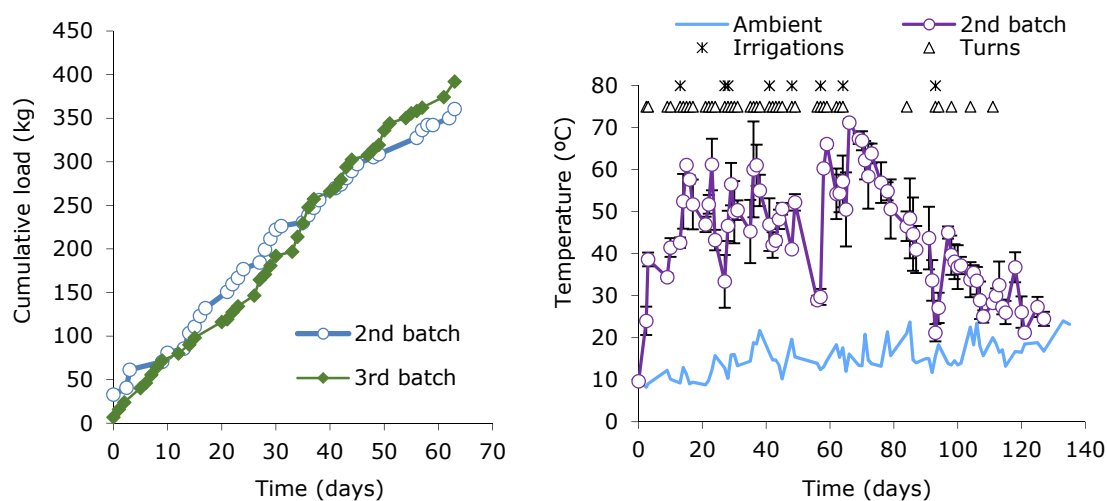 450
400
350
300
250
200
150
100
50
0
0 10 20 30 40 50 60 70
Cumulative load (kg)
Time (days)
2nd batch
3rd batch
Ambient 2nd batch
Irrigations Turns
80
70
60
50
40
30
20
10
0
0 20 40 60 80 100 120 140
Temperature (ºC)
Time (days)